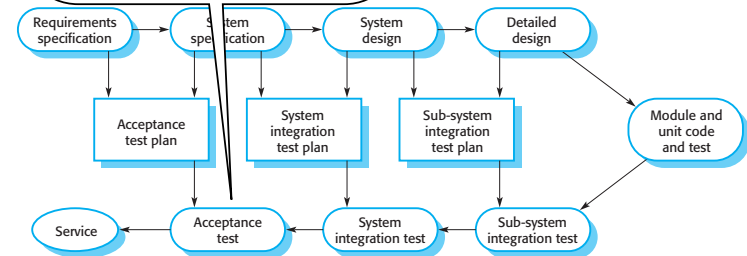 Requirements
specification
System
specification
System
design
Detailed
design
Acceptance
test plan
System
integration
test plan
Sub-system
integration
test plan
Module and
unit code
and test
Service
Acceptance
test
System
integration test
Sub-system
integration test